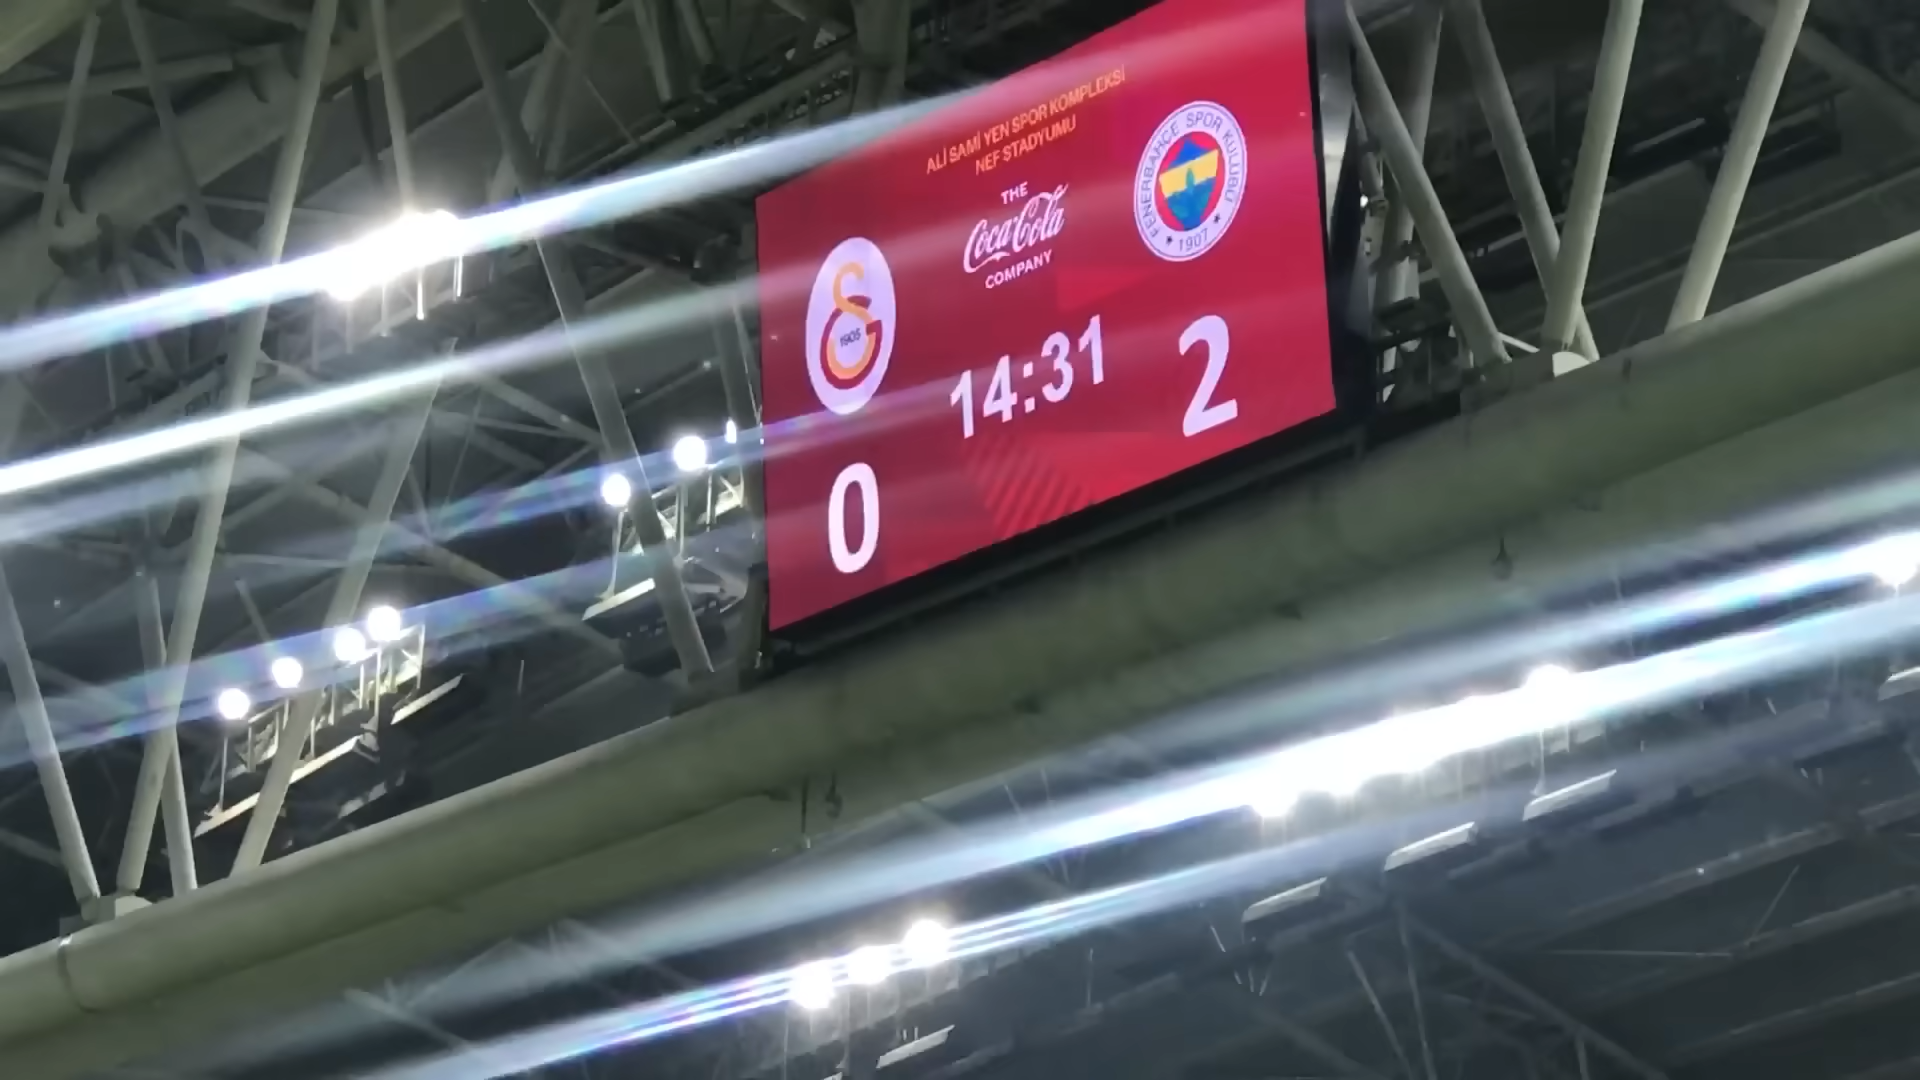 ALİ SAMİ YEN SPOR KOMPLEKSİ
NEF STADYUMU
THE
Coca-Cola
COMPANY
1905
FENERBAHÇE SPOR KULÜBÜ
★ 1907 ★
14:31
0
2